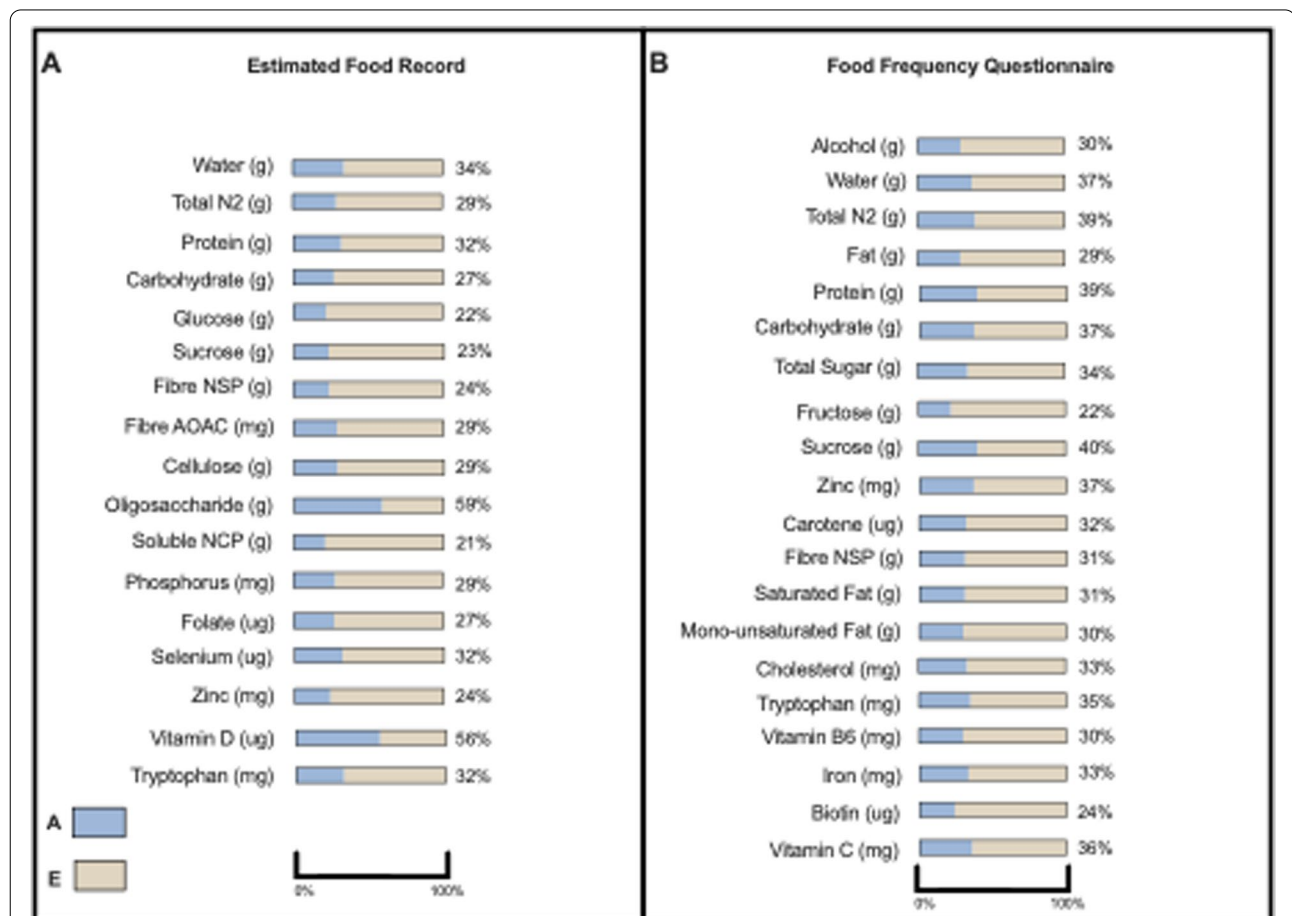 A
Estimated Food Record
Water (g) 34%
Total N2 (g) 29%
Protein (g) 32%
Carbohydrate (g) 27%
Glucose (g) 22%
Sucrose (g) 23%
Fibre NSP (g) 24%
Fibre AOAC (mg) 29%
Cellulose (g) 29%
Oligosaccharide (g) 59%
Soluble NCP (g) 21%
Phosphorus (mg) 29%
Folate (ug) 27%
Selenium (ug) 32%
Zinc (mg) 24%
Vitamin D (ug) 56%
Tryptophan (mg) 32%
A
E
0% 100%
B
Food Frequency Questionnaire
Alcohol (g) 30%
Water (g) 37%
Total N2 (g) 39%
Fat (g) 29%
Protein (g) 39%
Carbohydrate (g) 37%
Total Sugar (g) 34%
Fructose (g) 22%
Sucrose (g) 40%
Zinc (mg) 37%
Carotene (ug) 32%
Fibre NSP (g) 31%
Saturated Fat (g) 31%
Mono-unsaturated Fat (g) 30%
Cholesterol (mg) 33%
Tryptophan (mg) 35%
Vitamin B6 (mg) 30%
Iron (mg) 33%
Biotin (ug) 24%
Vitamin C (mg) 36%
0% 100%